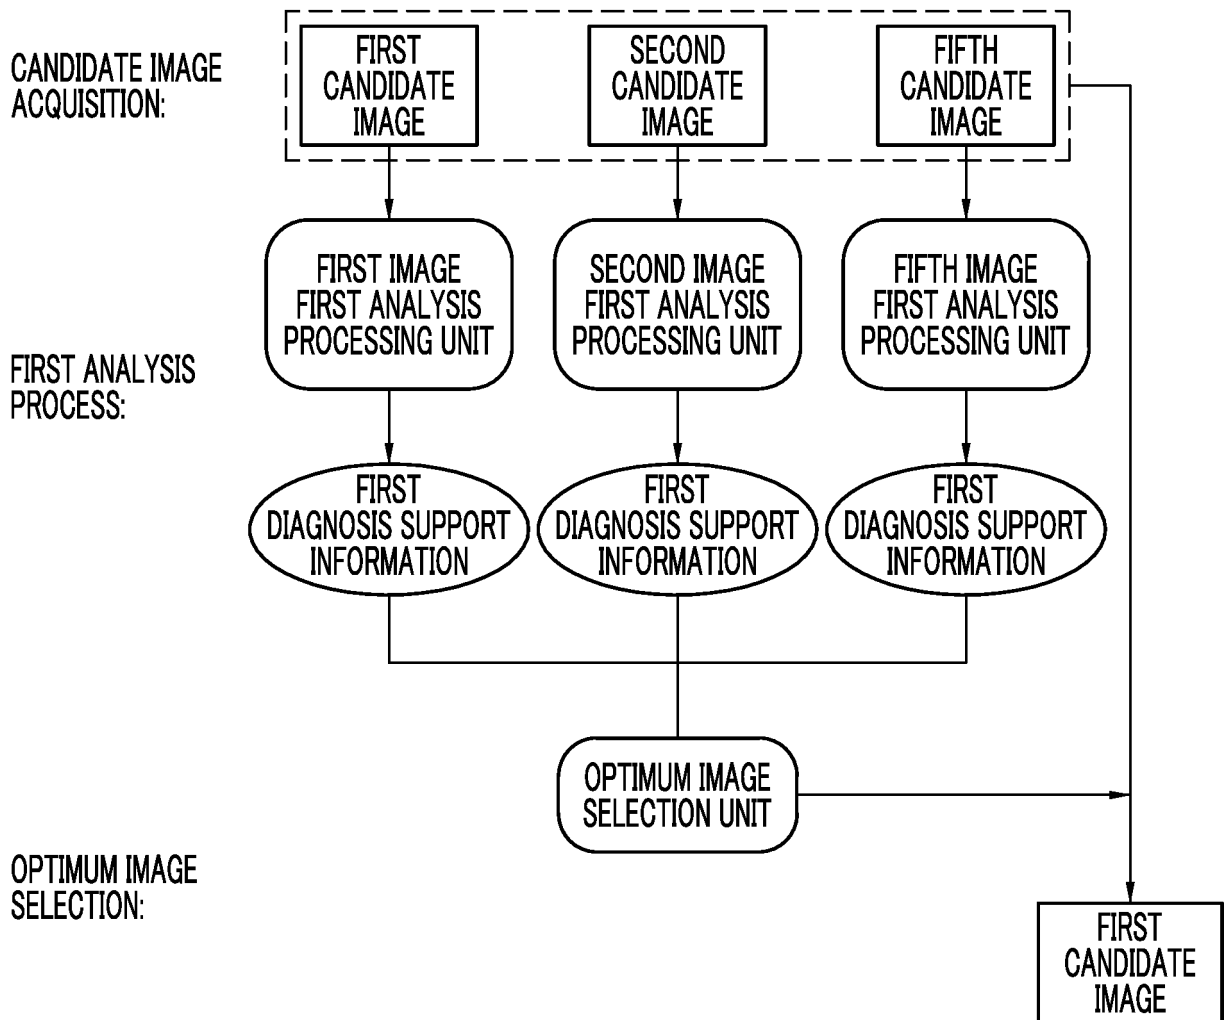 CANDIDATE IMAGE
ACQUISITION:
FIRST
CANDIDATE
IMAGE
SECOND
CANDIDATE
IMAGE
FIFTH
CANDIDATE
IMAGE
FIRST ANALYSIS
PROCESS:
FIRST IMAGE
FIRST ANALYSIS
PROCESSING UNIT
SECOND IMAGE
FIRST ANALYSIS
PROCESSING UNIT
FIFTH IMAGE
FIRST ANALYSIS
PROCESSING UNIT
FIRST
DIAGNOSIS SUPPORT
INFORMATION
FIRST
DIAGNOSIS SUPPORT
INFORMATION
FIRST
DIAGNOSIS SUPPORT
INFORMATION
OPTIMUM IMAGE
SELECTION UNIT
OPTIMUM IMAGE
SELECTION:
FIRST
CANDIDATE
IMAGE